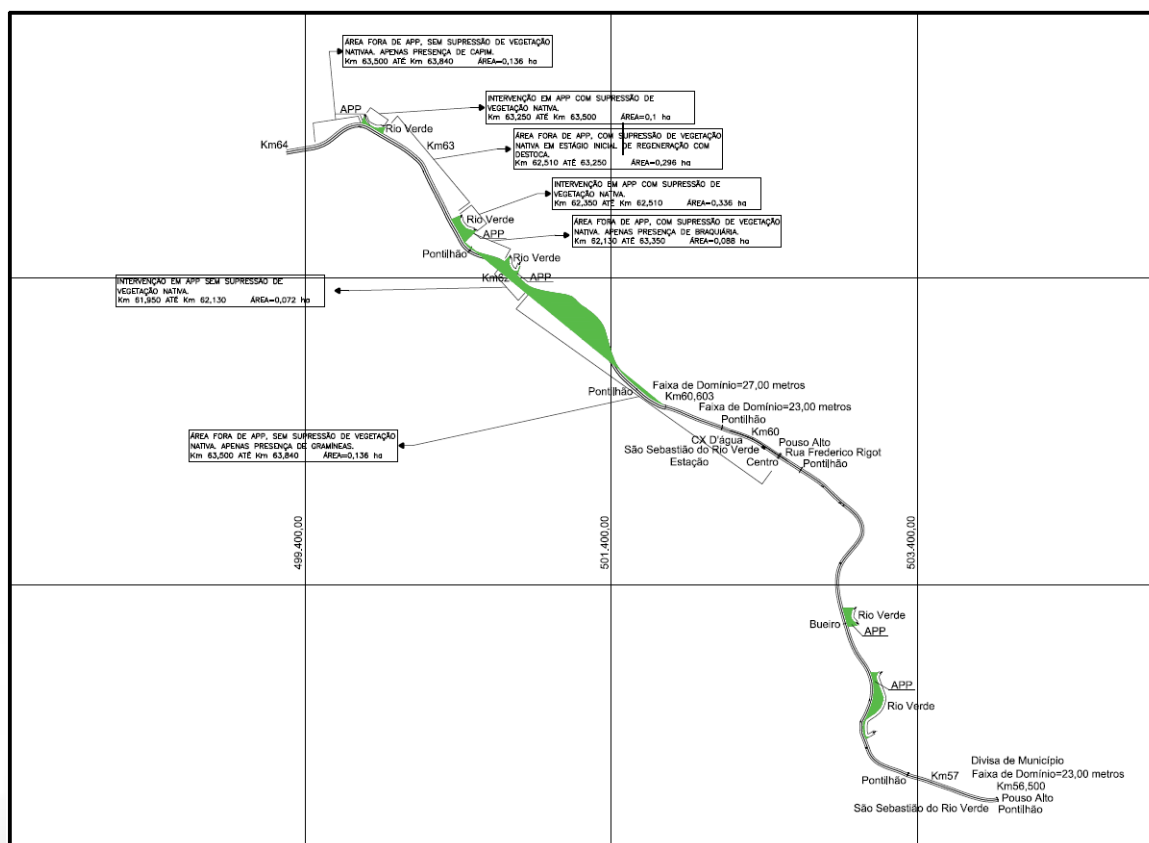 ÁREA FORA DE APP, SEM SUPRESSÃO DE VEGETAÇÃO
NATIVAA. APENAS PRESENÇA DE CAPIM.
Km 63,500 ATÉ Km 63,840 ÁREA=0,136 ha
INTERVENÇÃO EM APP COM SUPRESSÃO DE
VEGETAÇÃO NATIVA.
Km 63,250 ATÉ Km 63,500 ÁREA=0,1 ha
APP
Rio Verde
Km64
Km63
ÁREA FORA DE APP, COM SUPRESSÃO DE VEGETAÇÃO
NATIVA EM ESTÁGIO INICIAL DE REGENERAÇÃO COM
DESTOCA.
Km 62,510 ATÉ 63,250 ÁREA=0,296 ha
INTERVENÇÃO EM APP COM SUPRESSÃO DE
VEGETAÇÃO NATIVA.
Km 62,350 ATÉ Km 62,510 ÁREA=0,336 ha
Rio Verde
APP
ÁREA FORA DE APP, COM SUPRESSÃO DE VEGETAÇÃO
NATIVA. APENAS PRESENÇA DE BRAQUIÁRIA.
Km 62,130 ATÉ 63,350 ÁREA=0,088 ha
Pontilhão
Rio Verde
Km62
APP
INTERVENÇÃO EM APP SEM SUPRESSÃO DE
VEGETAÇÃO NATIVA.
Km 61,950 ATÉ Km 62,130 ÁREA=0,072 ha
Pontilhão
Faixa de Domínio=27,00 metros
Km60,603
Faixa de Domínio=23,00 metros
Pontilhão
Km60
ÁREA FORA DE APP, SEM SUPRESSÃO DE VEGETAÇÃO
NATIVA. APENAS PRESENÇA DE GRAMÍNEAS.
Km 63,500 ATÉ Km 63,840 ÁREA=0,136 ha
CX D'água
São Sebastião do Rio Verde
Estação
Pouso Alto
Rua Frederico Rigot
Centro
Pontilhão
499.400,00
501.400,00
503.400,00
Rio Verde
Bueiro
APP
APP
Rio Verde
Divisa de Município
Faixa de Domínio=23,00 metros
Km56,500
Pontilhão
Km57
Pouso Alto
São Sebastião do Rio Verde
Pontilhão